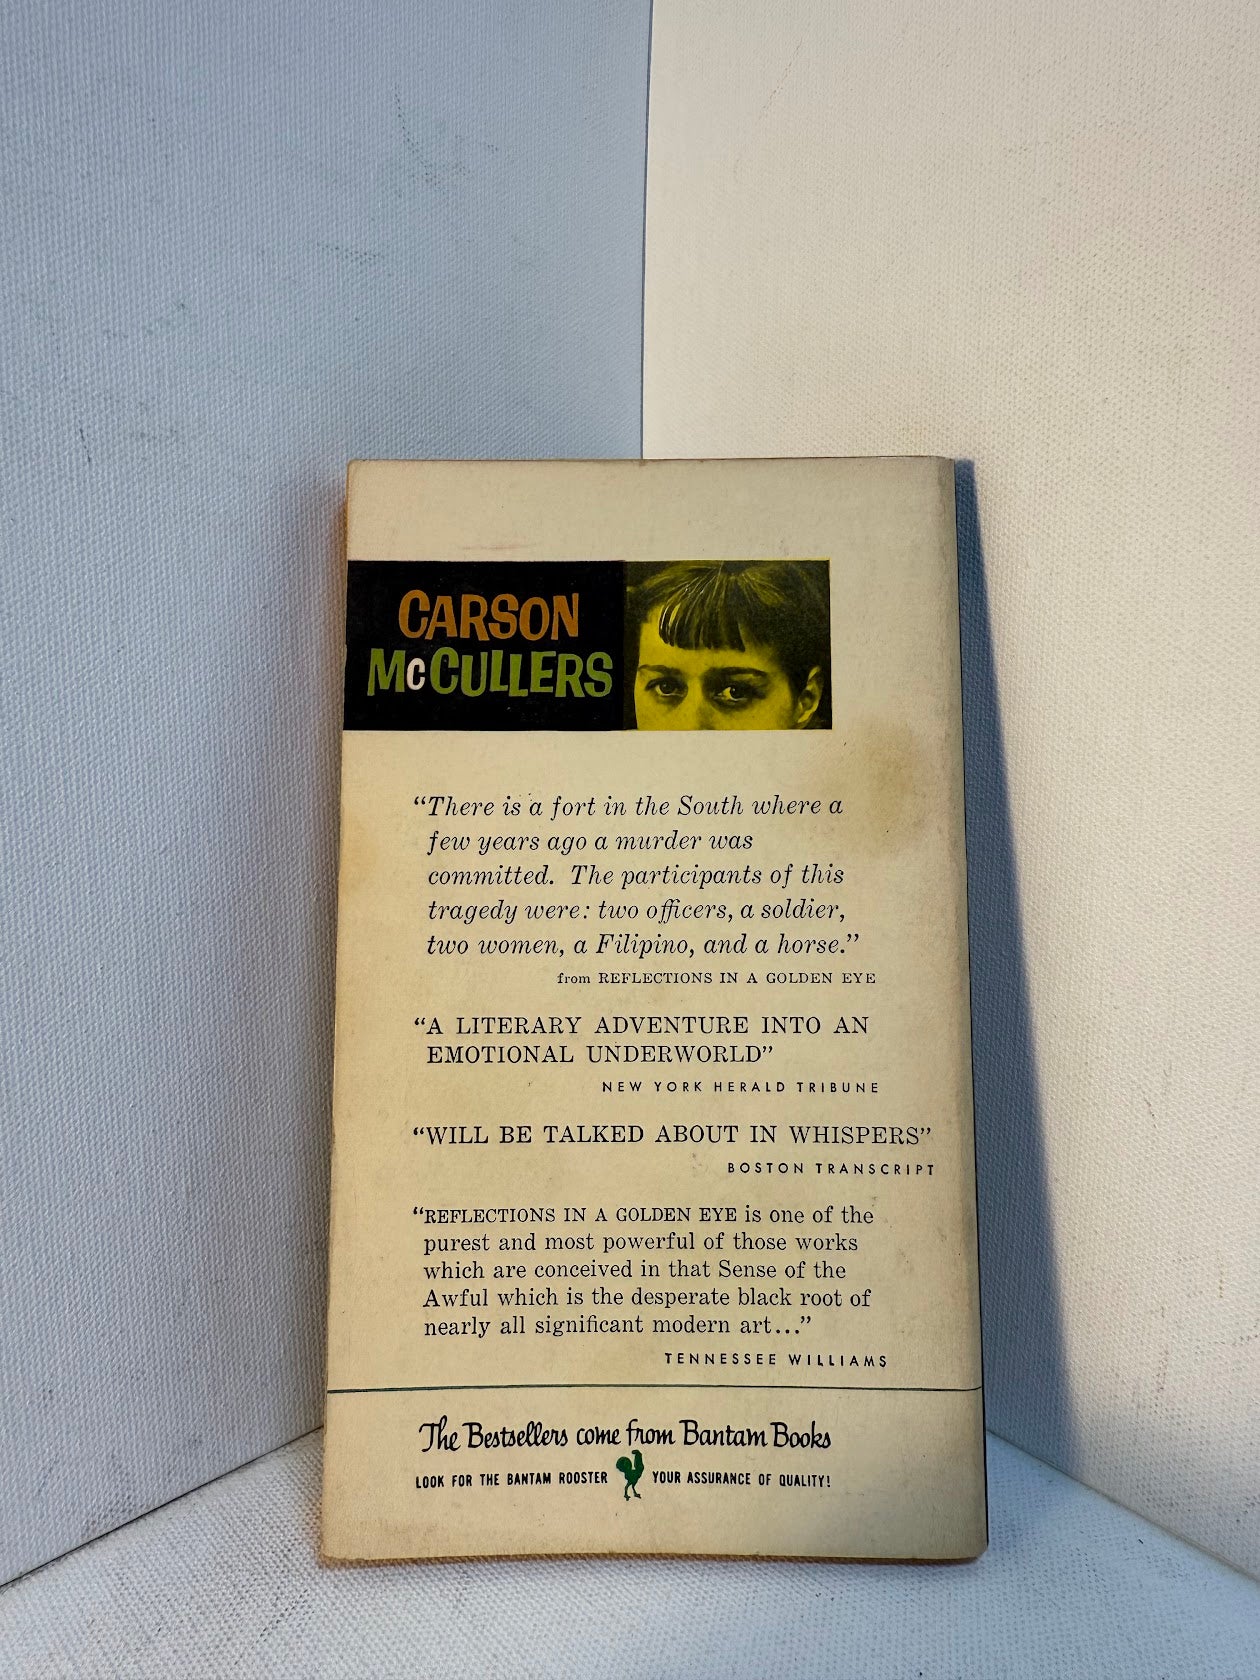 CARSON
McCULLERS
“There is a fort in the South where a
few years ago a murder was
committed. The participants of this
tragedy were: two officers, a soldier,
two women, a Filipino, and a horse.”
from REFLECTIONS IN A GOLDEN EYE
“A LITERARY ADVENTURE INTO AN
EMOTIONAL UNDERWORLD”
NEW YORK HERALD TRIBUNE
“WILL BE TALKED ABOUT IN WHISPERS”
BOSTON TRANSCRIPT
“REFLECTIONS IN A GOLDEN EYE is one of the
purest and most powerful of those works
which are conceived in that Sense of the
Awful which is the desperate black root of
nearly all significant modern art...”
TENNESSEE WILLIAMS
The Bestsellers come from Bantam Books
LOOK FOR THE BANTAM ROOSTER YOUR ASSURANCE OF QUALITY!